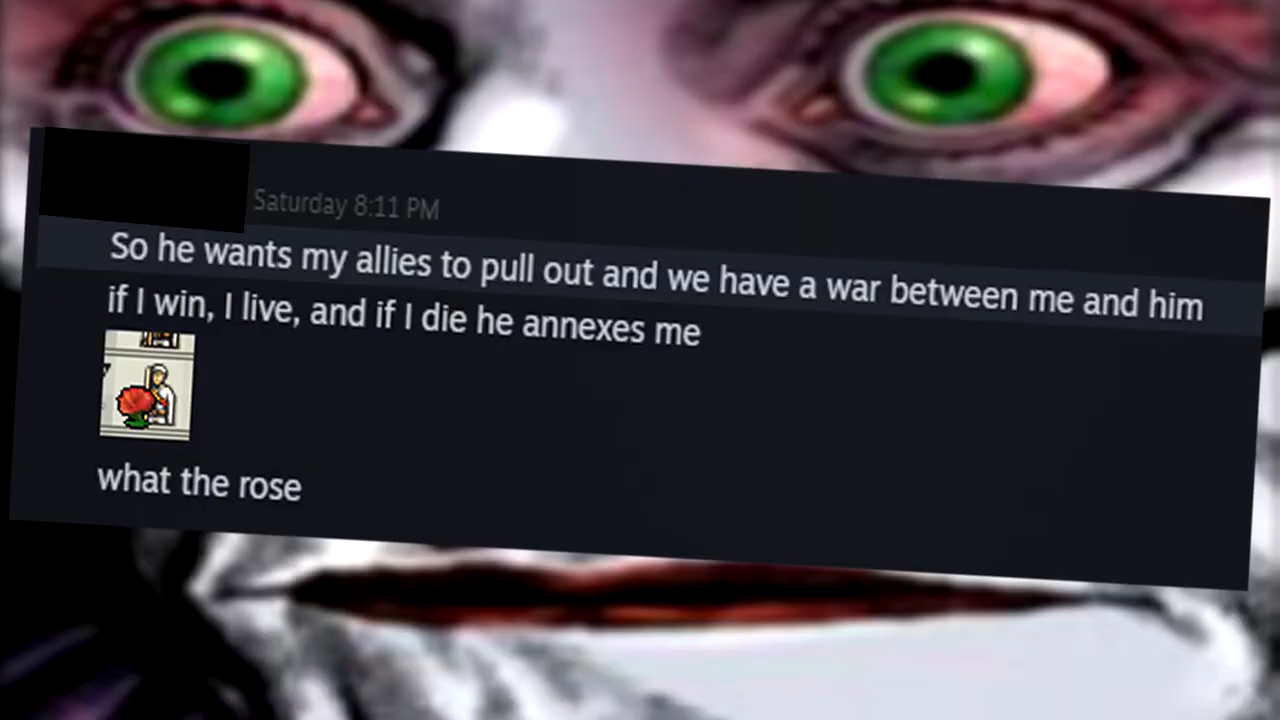 Saturday 8:11 PM
So he wants my allies to pull out and we have a war between me and him
if I win, I live, and if I die he annexes me
what the rose